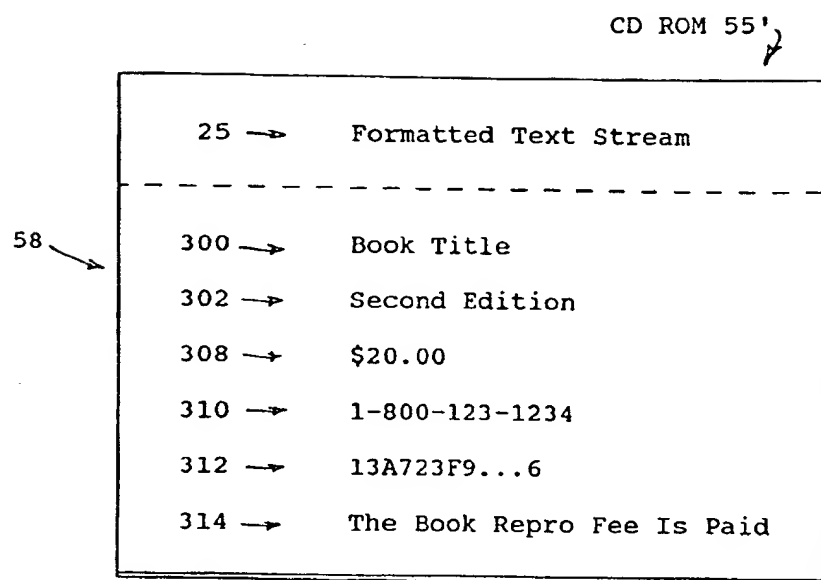 CD ROM 55'
25 → Formatted Text Stream
58
300 → Book Title
302 → Second Edition
308 → $20.00
310 → 1-800-123-1234
312 → 13A723F9...6
314 → The Book Repro Fee Is Paid